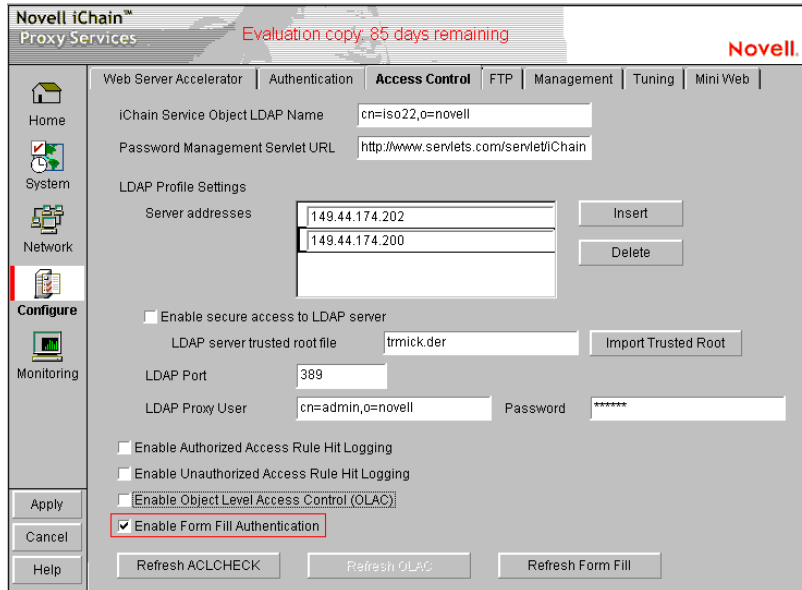 Novell iChain™
Proxy Services
Evaluation copy: 85 days remaining
Novell.
Web Server Accelerator
Authentication
Access Control
FTP
Management
Tuning
Mini Web
Home
System
Network
Configure
Monitoring
iChain Service Object LDAP Name
cn=iso22,o=novell
Password Management Servlet URL
http://www.servlets.com/servlet/iChain
LDAP Profile Settings
Server addresses
149.44.174.202
149.44.174.200
Insert
Delete
Enable secure access to LDAP server
LDAP server trusted root file
trmick.der
Import Trusted Root
LDAP Port
389
LDAP Proxy User
cn=admin,o=novell
Password
******
Enable Authorized Access Rule Hit Logging
Enable Unauthorized Access Rule Hit Logging
Enable Object Level Access Control (OLAC)
Enable Form Fill Authentication
Apply
Cancel
Help
Refresh ACLCHECK
Refresh OLAC
Refresh Form Fill